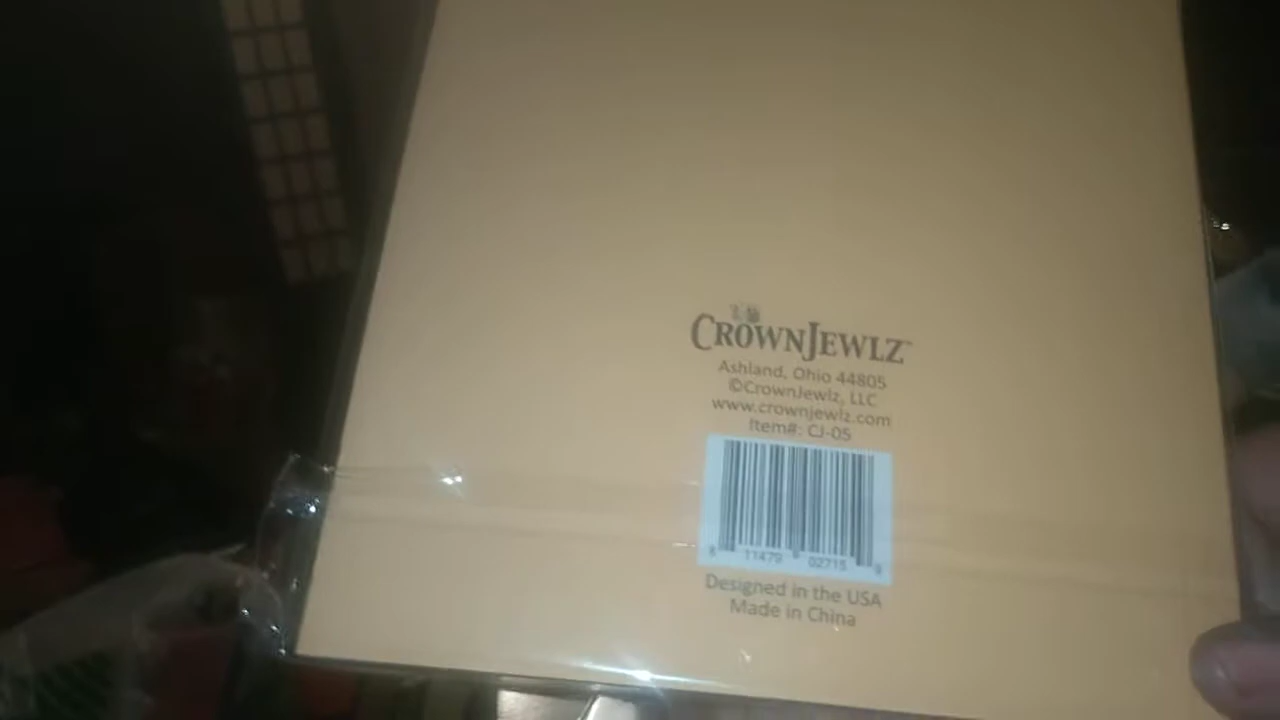 CROWNJEWLZ™
Ashland, Ohio 44805
©CrownJewlz, LLC
www.crownjewlz.com
Item#: CJ-05
11479 02715
Designed in the USA
Made in China